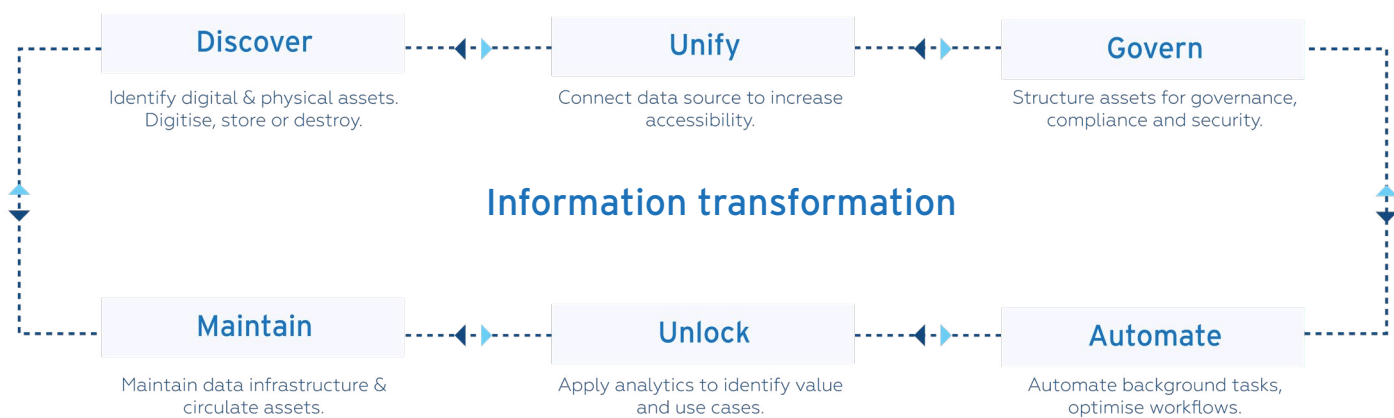 Discover
Identify digital & physical assets.
Digitise, store or destroy.
Unify
Connect data source to increase
accessibility.
Govern
Structure assets for governance,
compliance and security.
Information transformation
Maintain
Maintain data infrastructure &
circulate assets.
Unlock
Apply analytics to identify value
and use cases.
Automate
Automate background tasks,
optimise workflows.